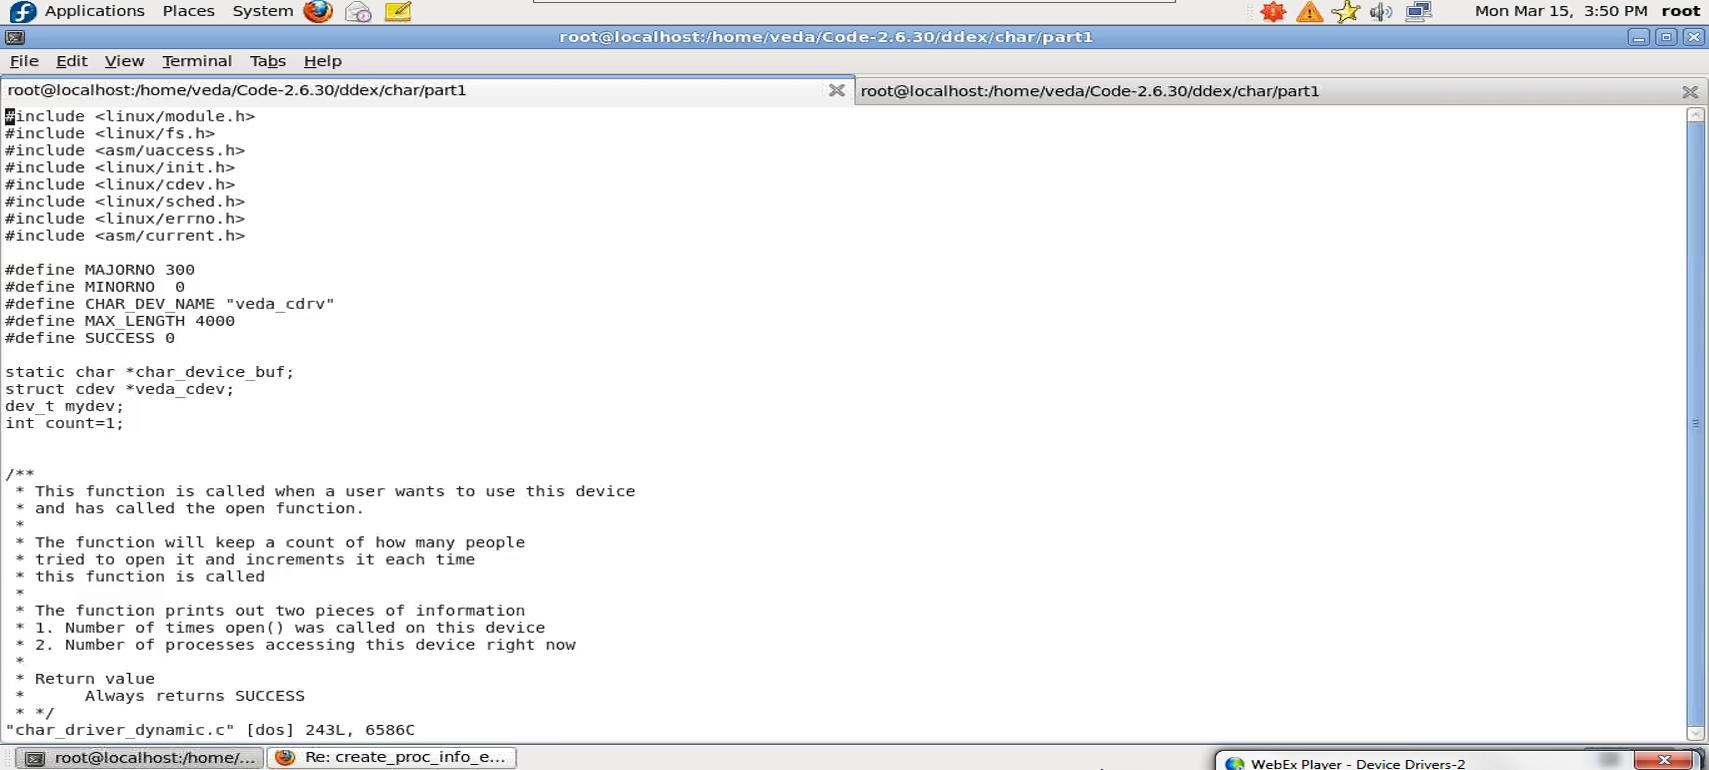 Applications Places System Mon Mar 15, 3:50 PM root
root@localhost:/home/veda/Code-2.6.30/ddex/char/part1
File Edit View Terminal Tabs Help
root@localhost:/home/veda/Code-2.6.30/ddex/char/part1 root@localhost:/home/veda/Code-2.6.30/ddex/char/part1
#include <linux/module.h>
#include <linux/fs.h>
#include <asm/uaccess.h>
#include <linux/init.h>
#include <linux/cdev.h>
#include <linux/sched.h>
#include <linux/errno.h>
#include <asm/current.h>

#define MAJORNO 300
#define MINORNO  0
#define CHAR_DEV_NAME "veda_cdrv"
#define MAX_LENGTH 4000
#define SUCCESS 0

static char *char_device_buf;
struct cdev *veda_cdev;
dev_t mydev;
int count=1;

/**
 * This function is called when a user wants to use this device
 * and has called the open function.
 *
 * The function will keep a count of how many people
 * tried to open it and increments it each time
 * this function is called
 *
 * The function prints out two pieces of information
 * 1. Number of times open() was called on this device
 * 2. Number of processes accessing this device right now
 *
 * Return value
 *      Always returns SUCCESS
 * */
"char_driver_dynamic.c" [dos] 243L, 6586C
root@localhost:/home/... Re: create_proc_info_e... WebEx Player - Device Drivers-2